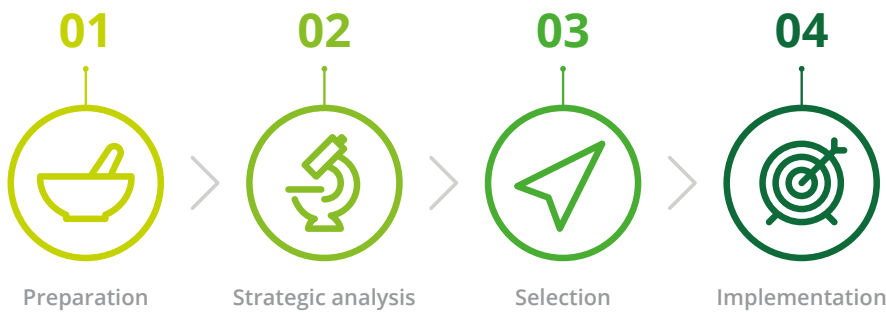 01 02 03 04
Preparation Strategic analysis Selection Implementation